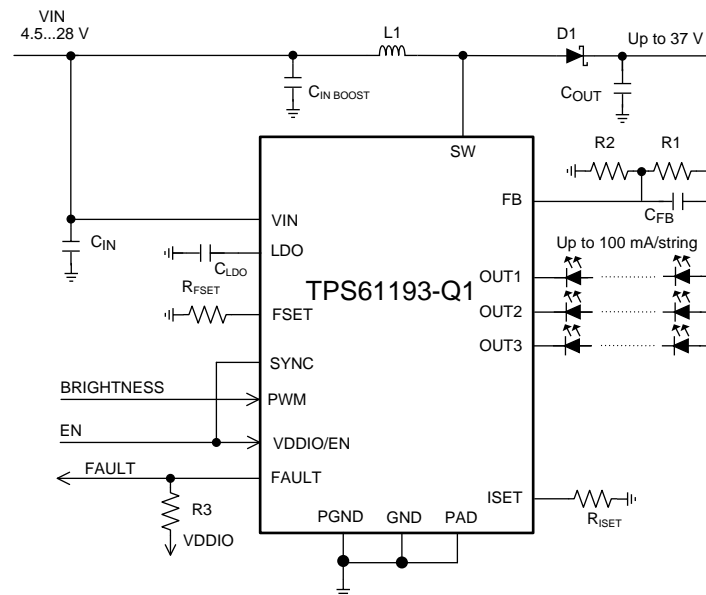 VIN
4.5...28 V
L1
D1
Up to 37 V
CIN BOOST
COUT
SW
R2
R1
FB
CFB
VIN
CIN
LDO
CLDO
Up to 100 mA/string
RFSET
TPS61193-Q1
OUT1
FSET
OUT2
OUT3
SYNC
BRIGHTNESS
PWM
EN
VDDIO/EN
FAULT
FAULT
ISET
R3
RISET
PGND
GND
PAD
VDDIO